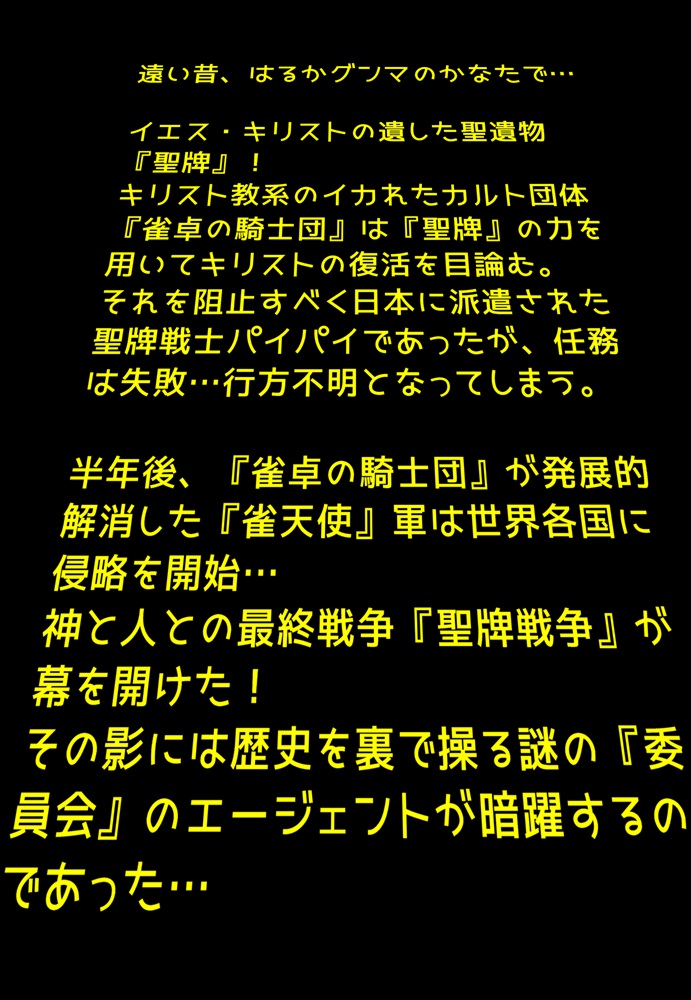 遠い昔、はるかグンマのかなたで…
イエス・キリストの遺した聖遺物
『聖牌』！
キリスト教系のイカれたカルト団体
『雀卓の騎士団』は『聖牌』の力を
用いてキリストの復活を目論む。
それを阻止すべく日本に派遣された
聖牌戦士パイパイであったが、任務
は失敗…行方不明となってしまう。
半年後、『雀卓の騎士団』が発展的
解消した『雀天使』軍は世界各国に
侵略を開始…
神と人との最終戦争『聖牌戦争』が
幕を開けた！
その影には歴史を裏で操る謎の『委
員会』のエージェントが暗躍するの
であった…